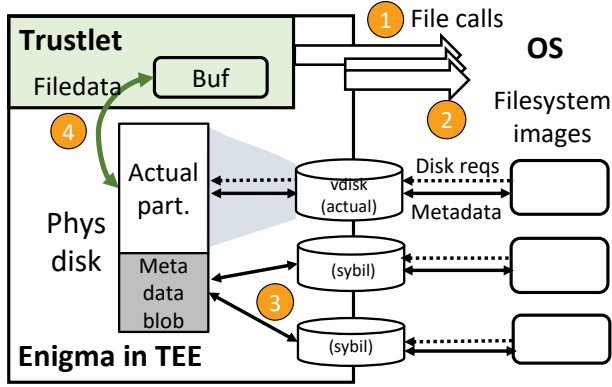 Trustlet
Filedata
Buf
1
File calls
2
OS
Filesystem
images
4
Actual
part.
Phys
disk
Meta
data
blob
vdisk
(actual)
Disk reqs
Metadata
(sybil)
3
(sybil)
Enigma in TEE